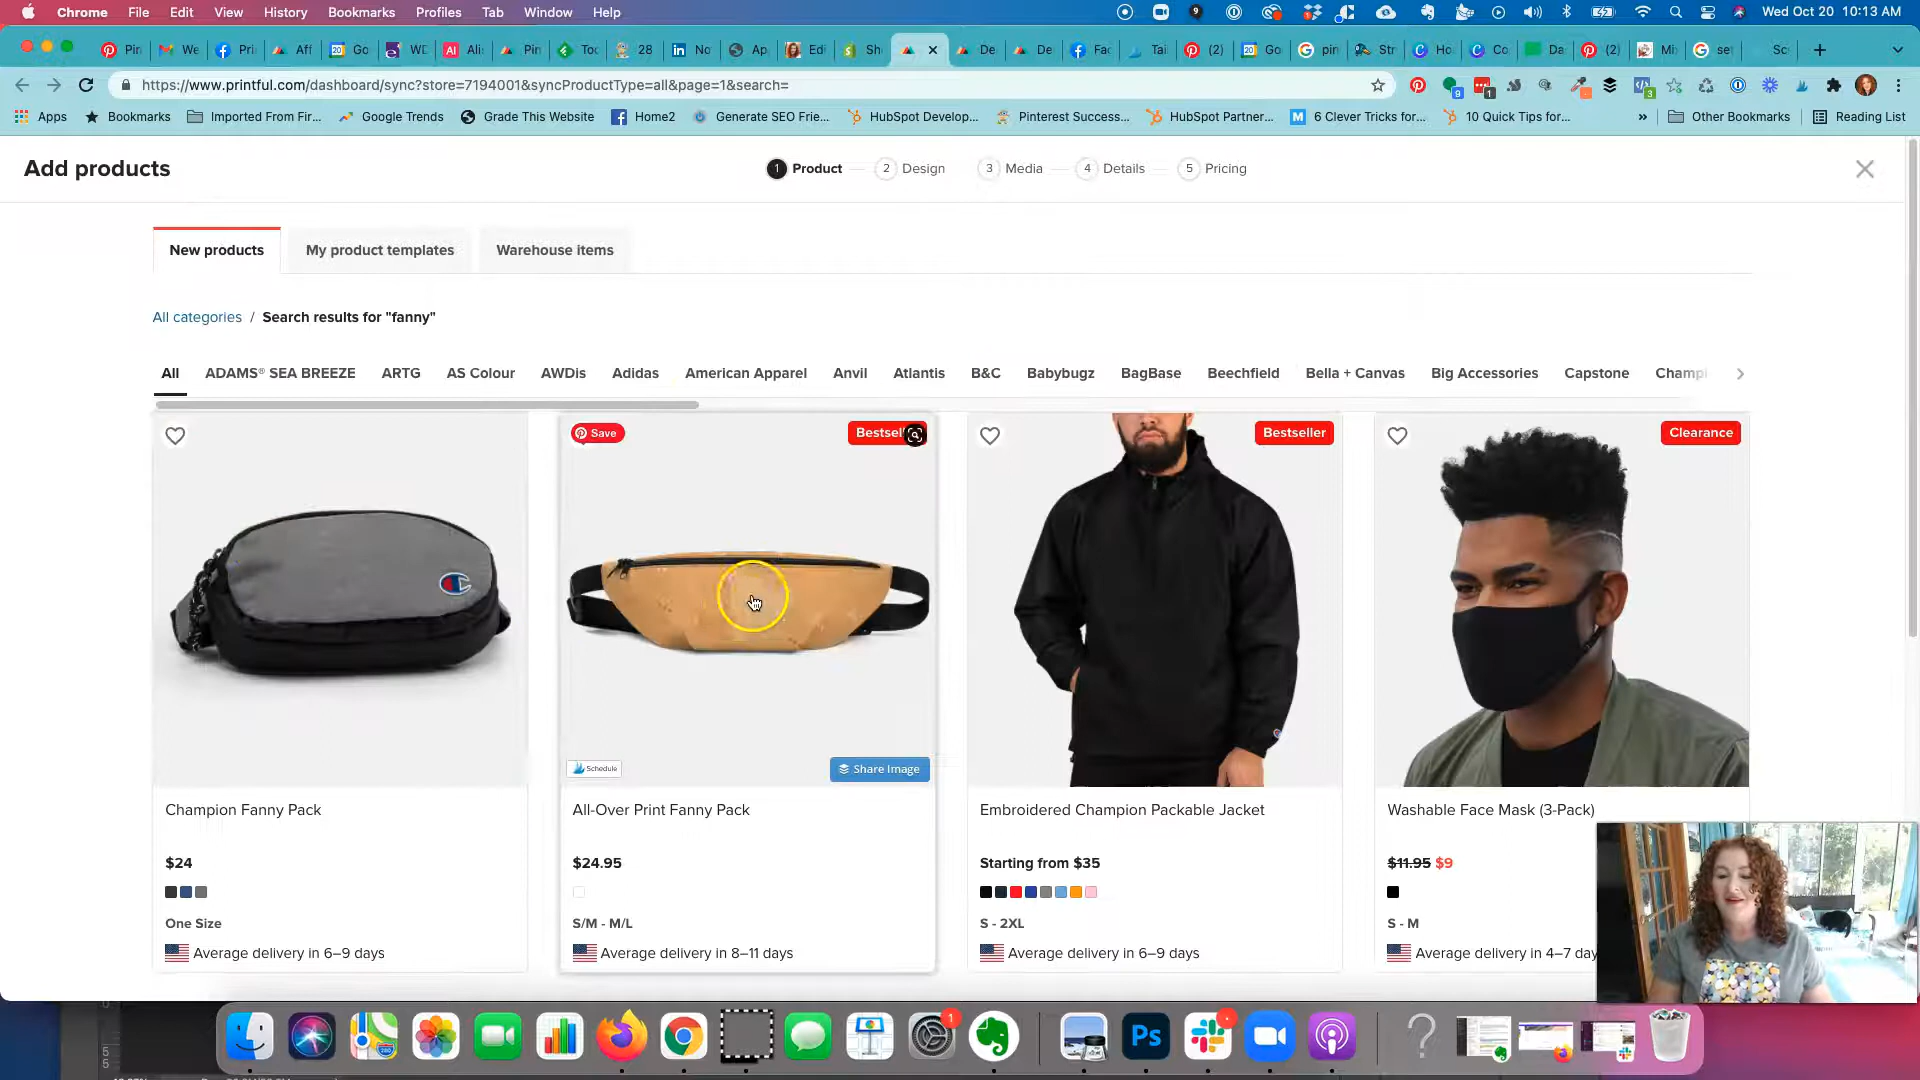 Chrome File Edit View History Bookmarks Profiles Tab Window Help
Wed Oct 20 10:13 AM
https://www.printful.com/dashboard/sync?store=7194001&syncProductType=all&page=1&search=
Apps Bookmarks Imported From Fir... Google Trends Grade This Website Home2 Generate SEO Frie... HubSpot Develop... Pinterest Success... HubSpot Partner... 6 Clever Tricks for... 10 Quick Tips for... » Other Bookmarks Reading List
Add products
1 Product 2 Design 3 Media 4 Details 5 Pricing
New products My product templates Warehouse items
All categories / Search results for "fanny"
All ADAMS® SEA BREEZE ARTG AS Colour AWDis Adidas American Apparel Anvil Atlantis B&C Babybugz BagBase Beechfield Bella + Canvas Big Accessories Capstone Champi
Save
Bestsel
Bestseller
Clearance
Schedule
Share Image
Champion Fanny Pack
$24
One Size
Average delivery in 6–9 days
All-Over Print Fanny Pack
$24.95
S/M - M/L
Average delivery in 8–11 days
Embroidered Champion Packable Jacket
Starting from $35
S - 2XL
Average delivery in 6–9 days
Washable Face Mask (3-Pack)
$11.95 $9
S - M
Average delivery in 4–7 day